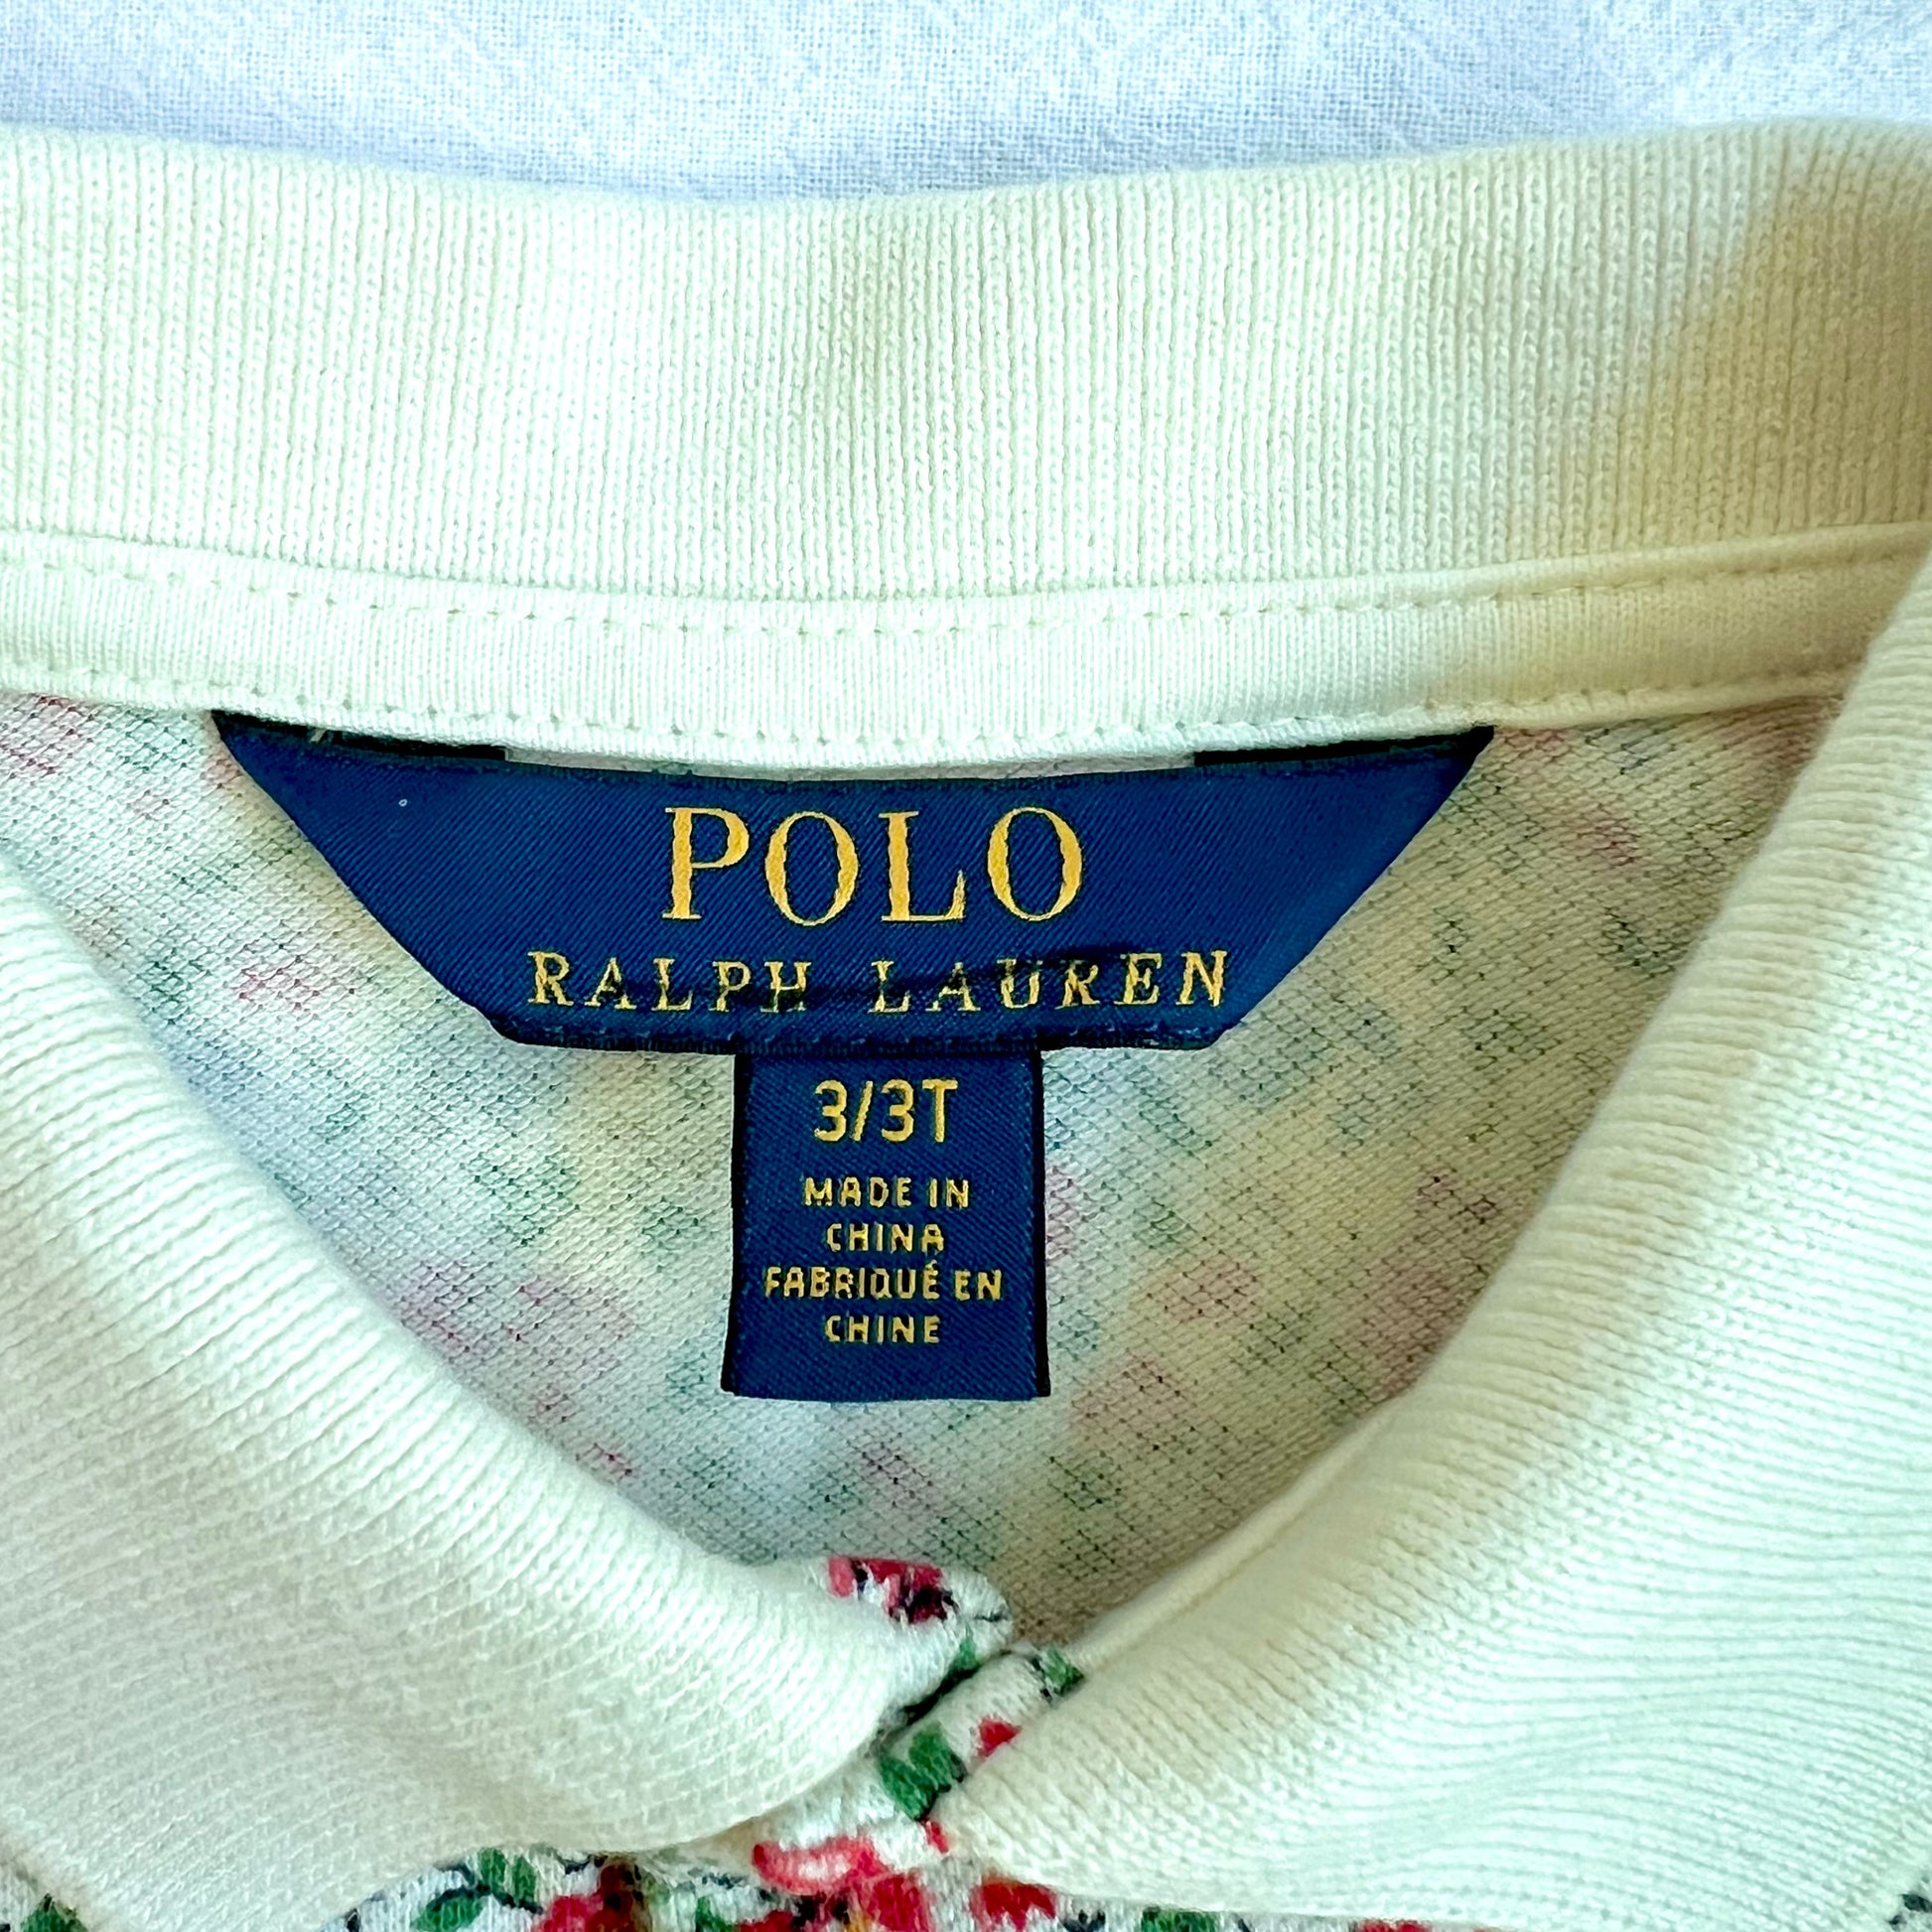 POLO
RALPH LAUREN
3/3T
MADE IN
CHINA
FABRIQUÉ EN
CHINE